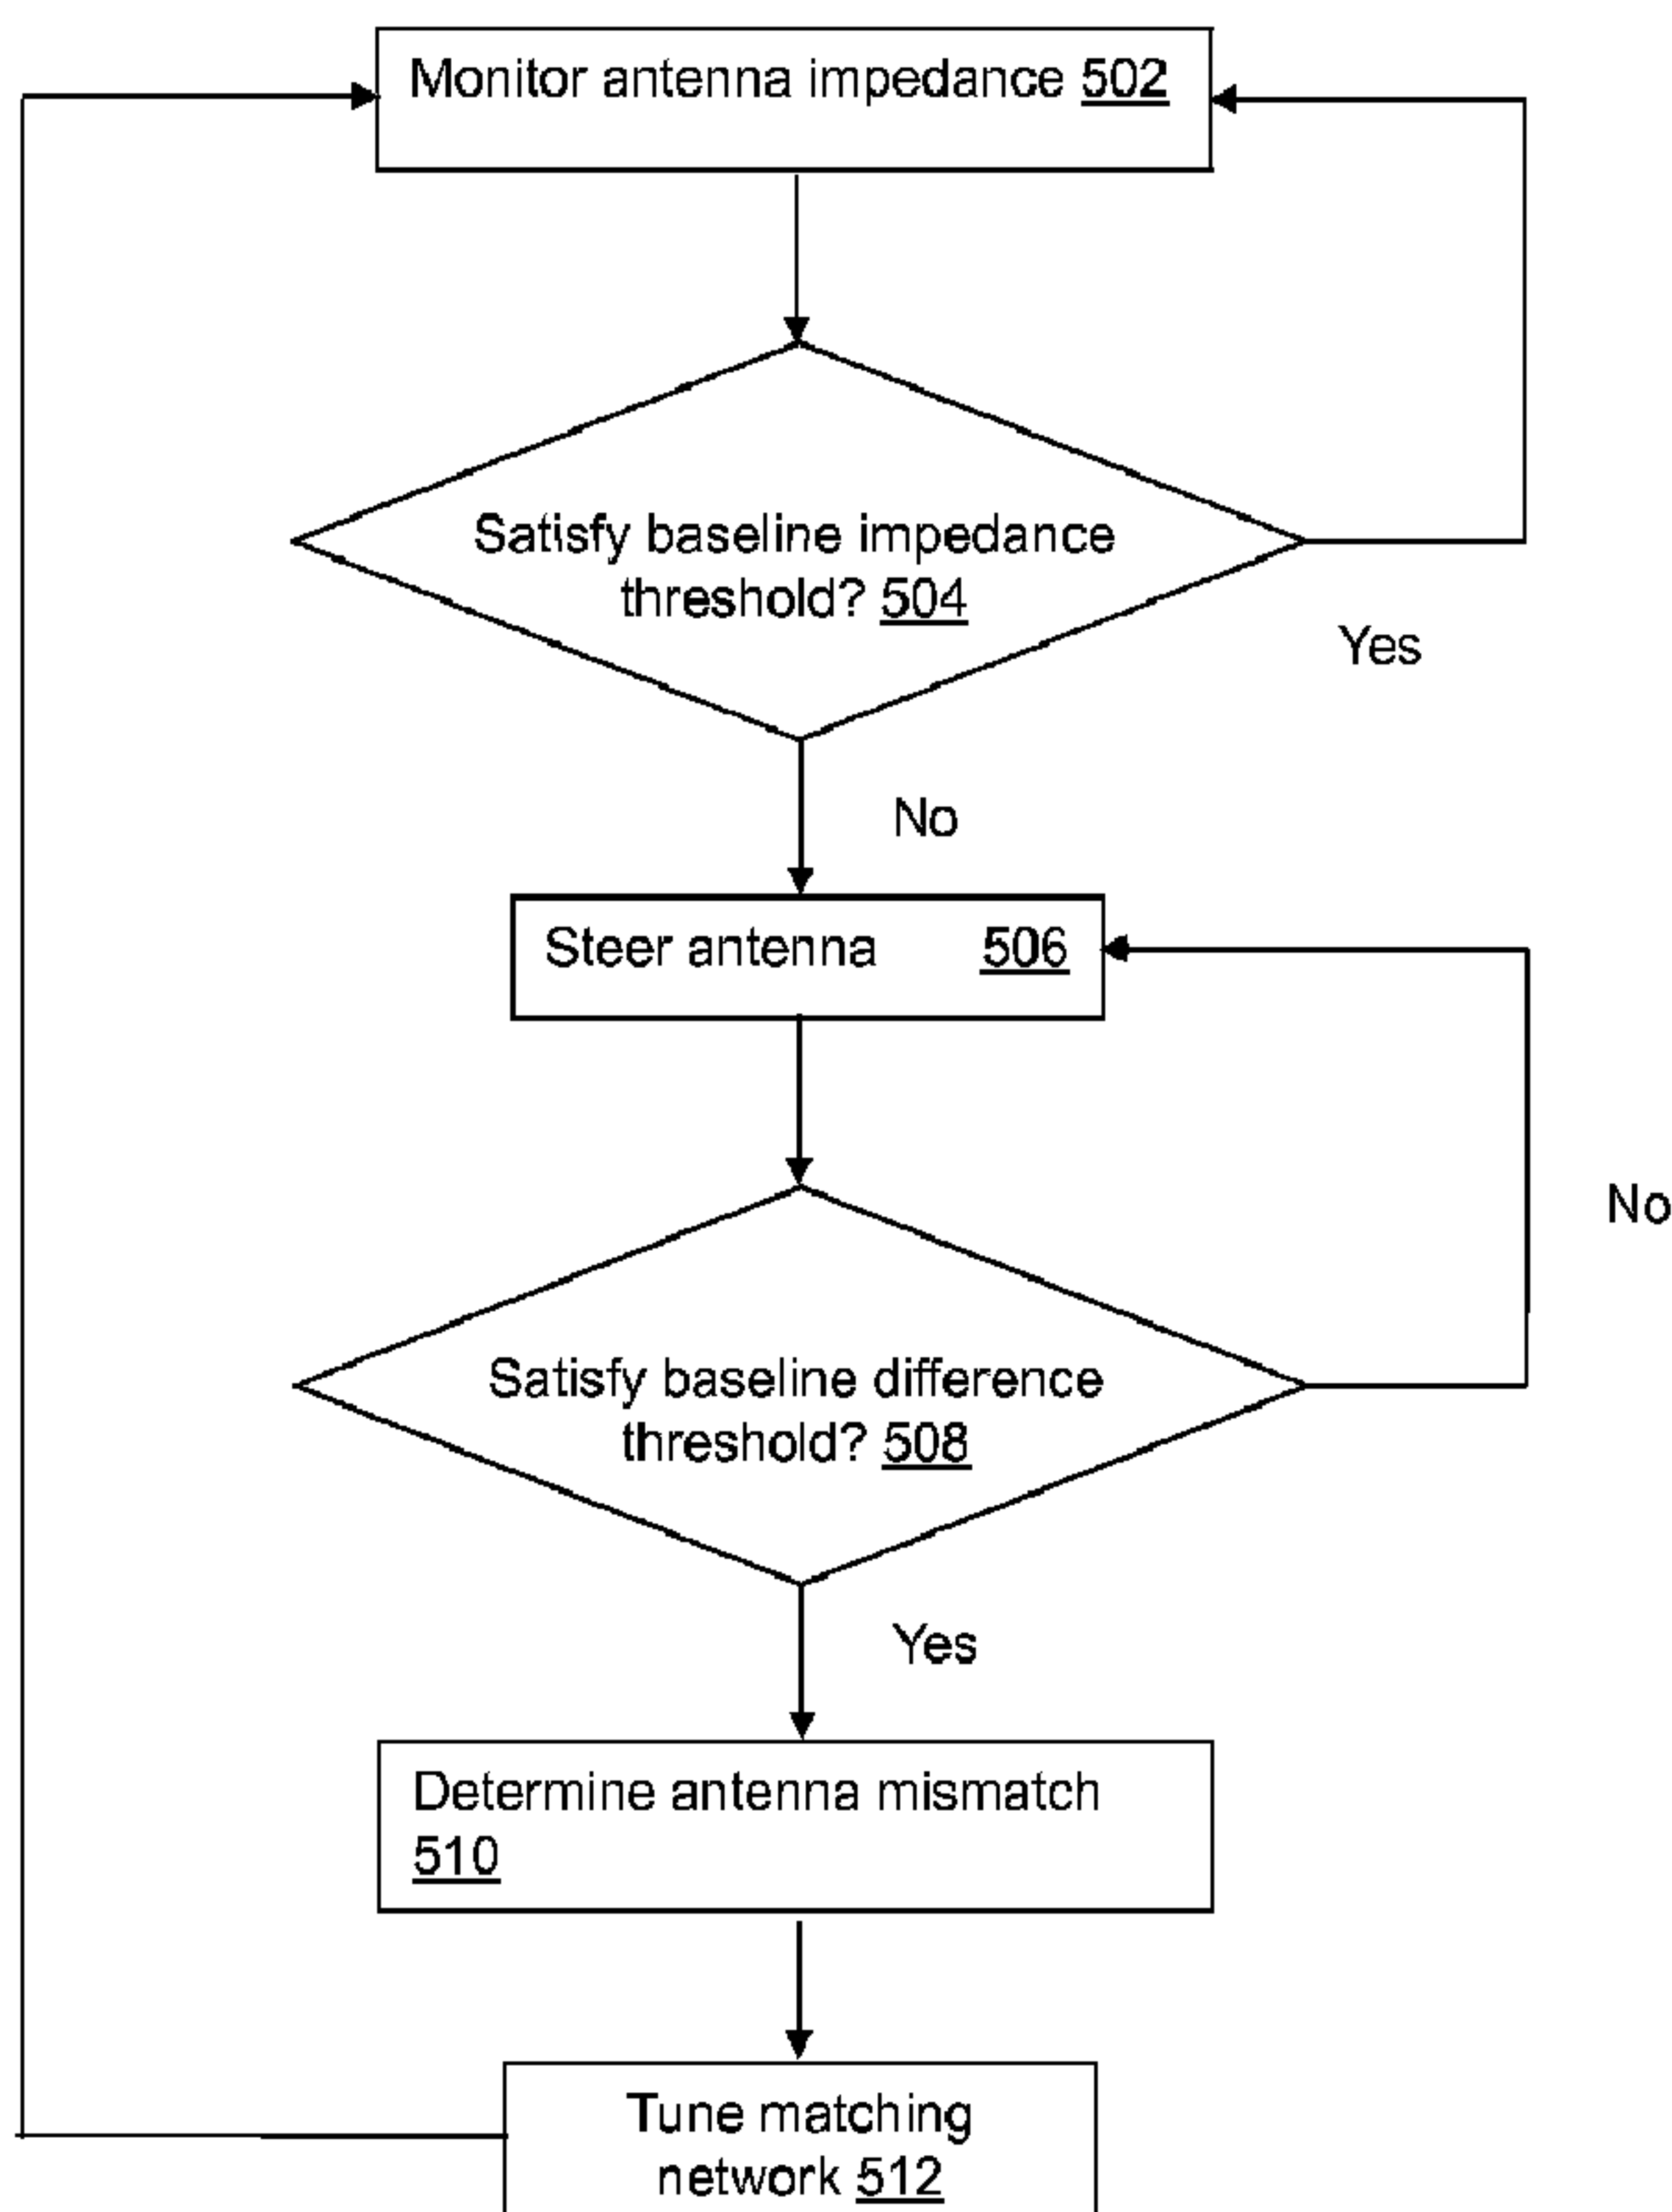 Monitor antenna impedance 502
Satisfy baseline impedance
threshold? 504
Yes
No
Steer antenna 506
No
Satisfy baseline difference
threshold? 508
Yes
Determine antenna mismatch
510
Tune matching
network 512